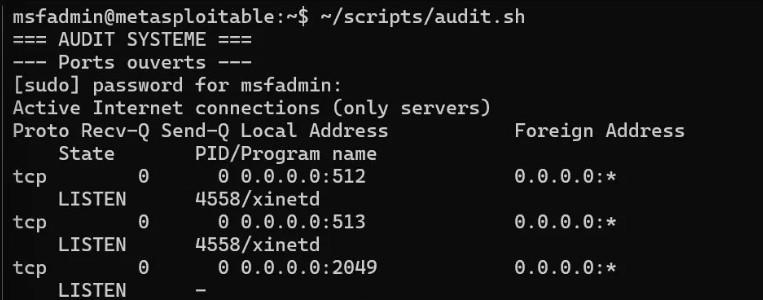 msfadmin@metasploitable:~$ ~/scripts/audit.sh
=== AUDIT SYSTEME ===
--- Ports ouverts ---
[sudo] password for msfadmin:
Active Internet connections (only servers)
Proto Recv-Q Send-Q Local Address           Foreign Address
    State       PID/Program name
tcp        0      0 0.0.0.0:512             0.0.0.0:*
    LISTEN      4558/xinetd
tcp        0      0 0.0.0.0:513             0.0.0.0:*
    LISTEN      4558/xinetd
tcp        0      0 0.0.0.0:2049            0.0.0.0:*
    LISTEN      -